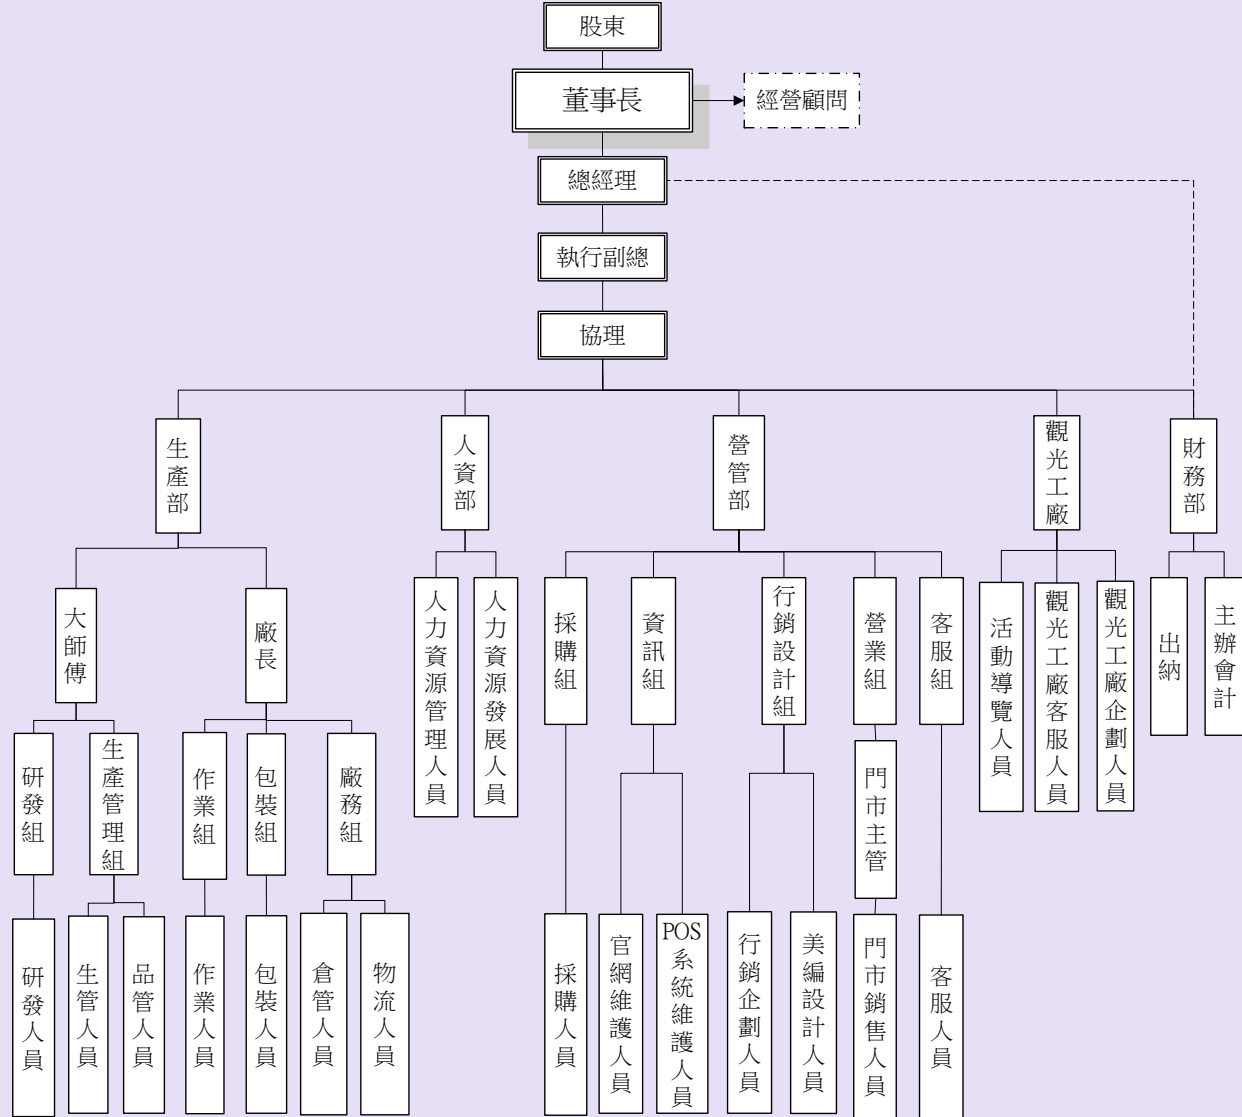 股東
董事長
經營顧問
總經理
執行副總
協理
生產部
人資部
營管部
觀光工廠
財務部
大師傅
廠長
人力資源管理人員
人力資源發展人員
採購組
資訊組
行銷設計組
營業組
客服組
活動導覽人員
觀光工廠客服人員
觀光工廠企劃人員
出納
主辦會計
研發組
生產管理組
作業組
包裝組
廠務組
門市主管
研發人員
生管人員
品管人員
作業人員
包裝人員
倉管人員
物流人員
採購人員
官網維護人員
POS系統維護人員
行銷企劃人員
美編設計人員
門市銷售人員
客服人員